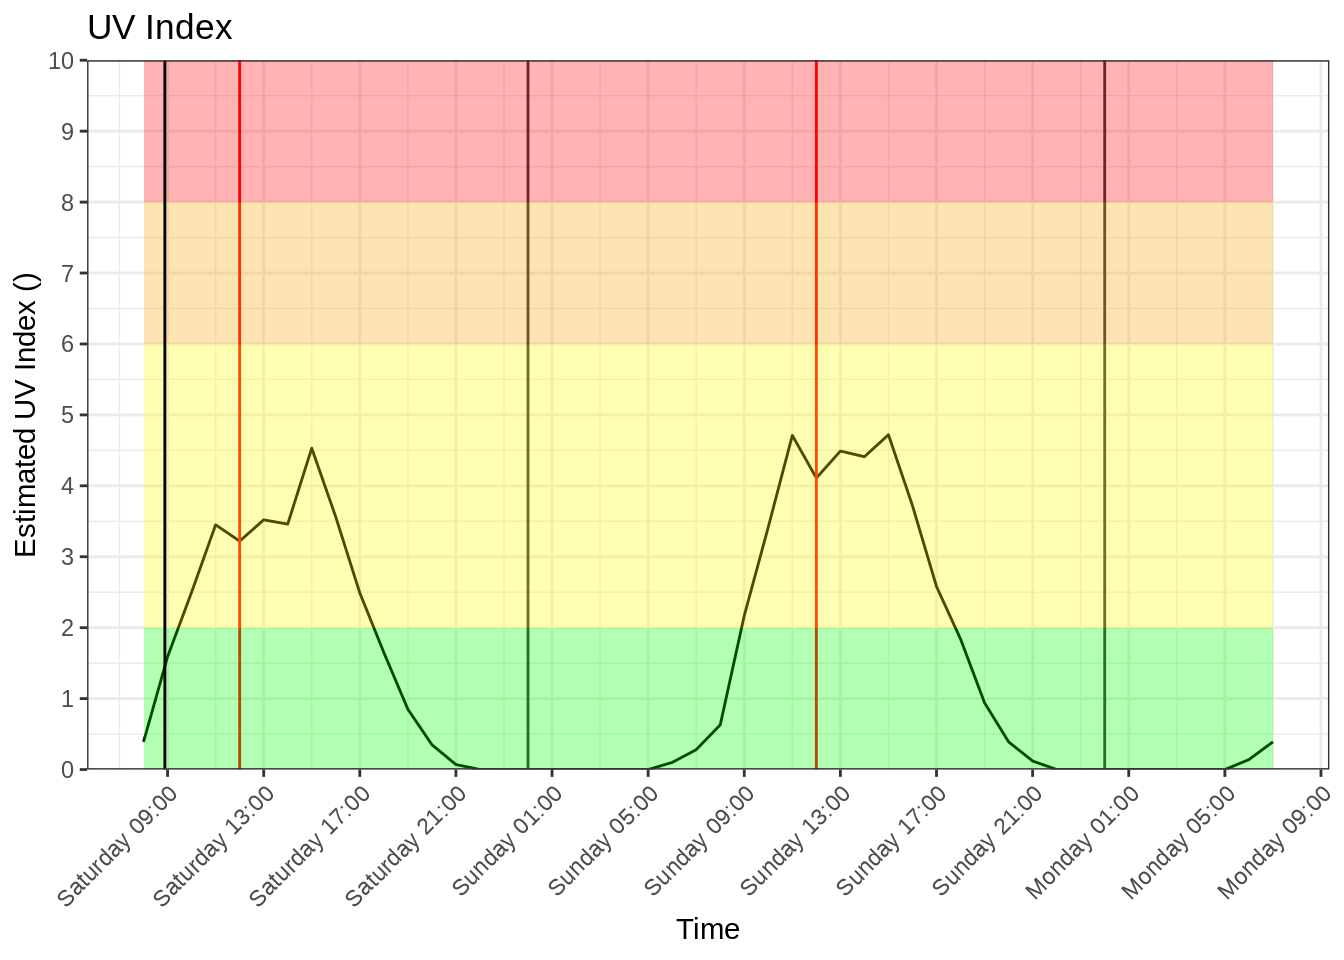 UV Index
Estimated UV Index ()
10
9
8
7
6
5
4
3
2
1
0
Saturday 09:00
Saturday 13:00
Saturday 17:00
Saturday 21:00
Sunday 01:00
Sunday 05:00
Sunday 09:00
Sunday 13:00
Sunday 17:00
Sunday 21:00
Monday 01:00
Monday 05:00
Monday 09:00
Time